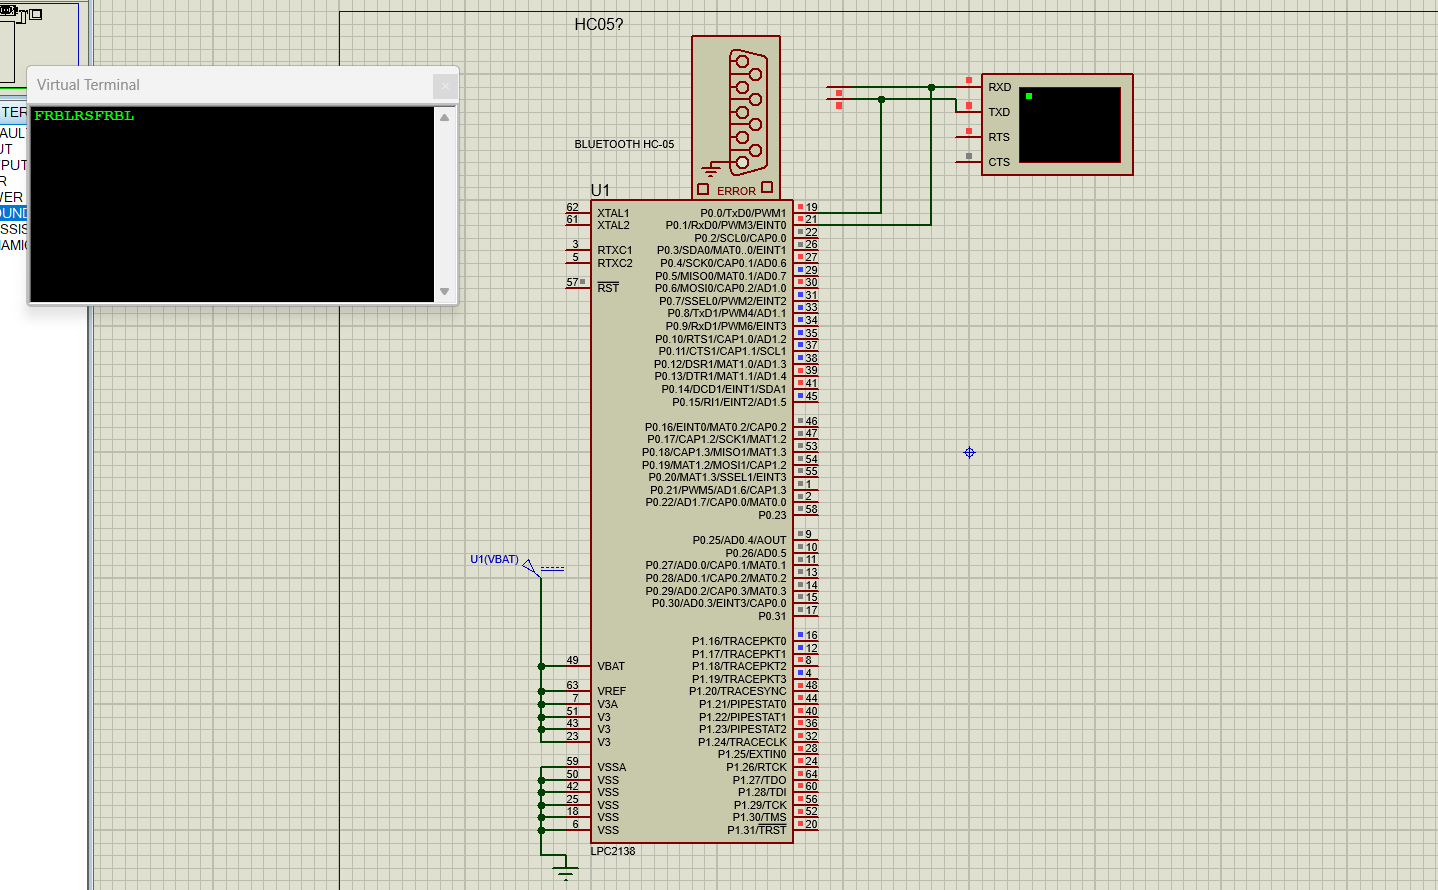 HC05?
Virtual Terminal
FRBLRSFRBL
BLUETOOTH HC-05
ERROR
RXD
TXD
RTS
CTS
U1
62 XTAL1
61 XTAL2
3 RTXC1
5 RTXC2
57 RST
P0.0/TxD0/PWM1 19
P0.1/RxD0/PWM3/EINT0 21
P0.2/SCL0/CAP0.0 22
P0.3/SDA0/MAT0..0/EINT1 26
P0.4/SCK0/CAP0.1/AD0.6 27
P0.5/MISO0/MAT0.1/AD0.7 29
P0.6/MOSI0/CAP0.2/AD1.0 30
P0.7/SSEL0/PWM2/EINT2 31
P0.8/TxD1/PWM4/AD1.1 33
P0.9/RxD1/PWM6/EINT3 34
P0.10/RTS1/CAP1.0/AD1.2 35
P0.11/CTS1/CAP1.1/SCL1 37
P0.12/DSR1/MAT1.0/AD1.3 38
P0.13/DTR1/MAT1.1/AD1.4 39
P0.14/DCD1/EINT1/SDA1 41
P0.15/RI1/EINT2/AD1.5 45
P0.16/EINT0/MAT0.2/CAP0.2 46
P0.17/CAP1.2/SCK1/MAT1.2 47
P0.18/CAP1.3/MISO1/MAT1.3 53
P0.19/MAT1.2/MOSI1/CAP1.2 54
P0.20/MAT1.3/SSEL1/EINT3 55
P0.21/PWM5/AD1.6/CAP1.3 1
P0.22/AD1.7/CAP0.0/MAT0.0 2
P0.23 58
P0.25/AD0.4/AOUT 9
P0.26/AD0.5 10
P0.27/AD0.0/CAP0.1/MAT0.1 11
P0.28/AD0.1/CAP0.2/MAT0.2 13
P0.29/AD0.2/CAP0.3/MAT0.3 14
P0.30/AD0.3/EINT3/CAP0.0 15
P0.31 17
P1.16/TRACEPKT0 16
P1.17/TRACEPKT1 12
P1.18/TRACEPKT2 8
P1.19/TRACEPKT3 4
P1.20/TRACESYNC 48
P1.21/PIPESTAT0 44
P1.22/PIPESTAT1 40
P1.23/PIPESTAT2 36
P1.24/TRACECLK 32
P1.25/EXTIN0 28
P1.26/RTCK 24
P1.27/TDO 64
P1.28/TDI 60
P1.29/TCK 56
P1.30/TMS 52
P1.31/TRST 20
U1(VBAT)
49 VBAT
63 VREF
7 V3A
51 V3
43 V3
23 V3
59 VSSA
50 VSS
42 VSS
25 VSS
18 VSS
6 VSS
LPC2138